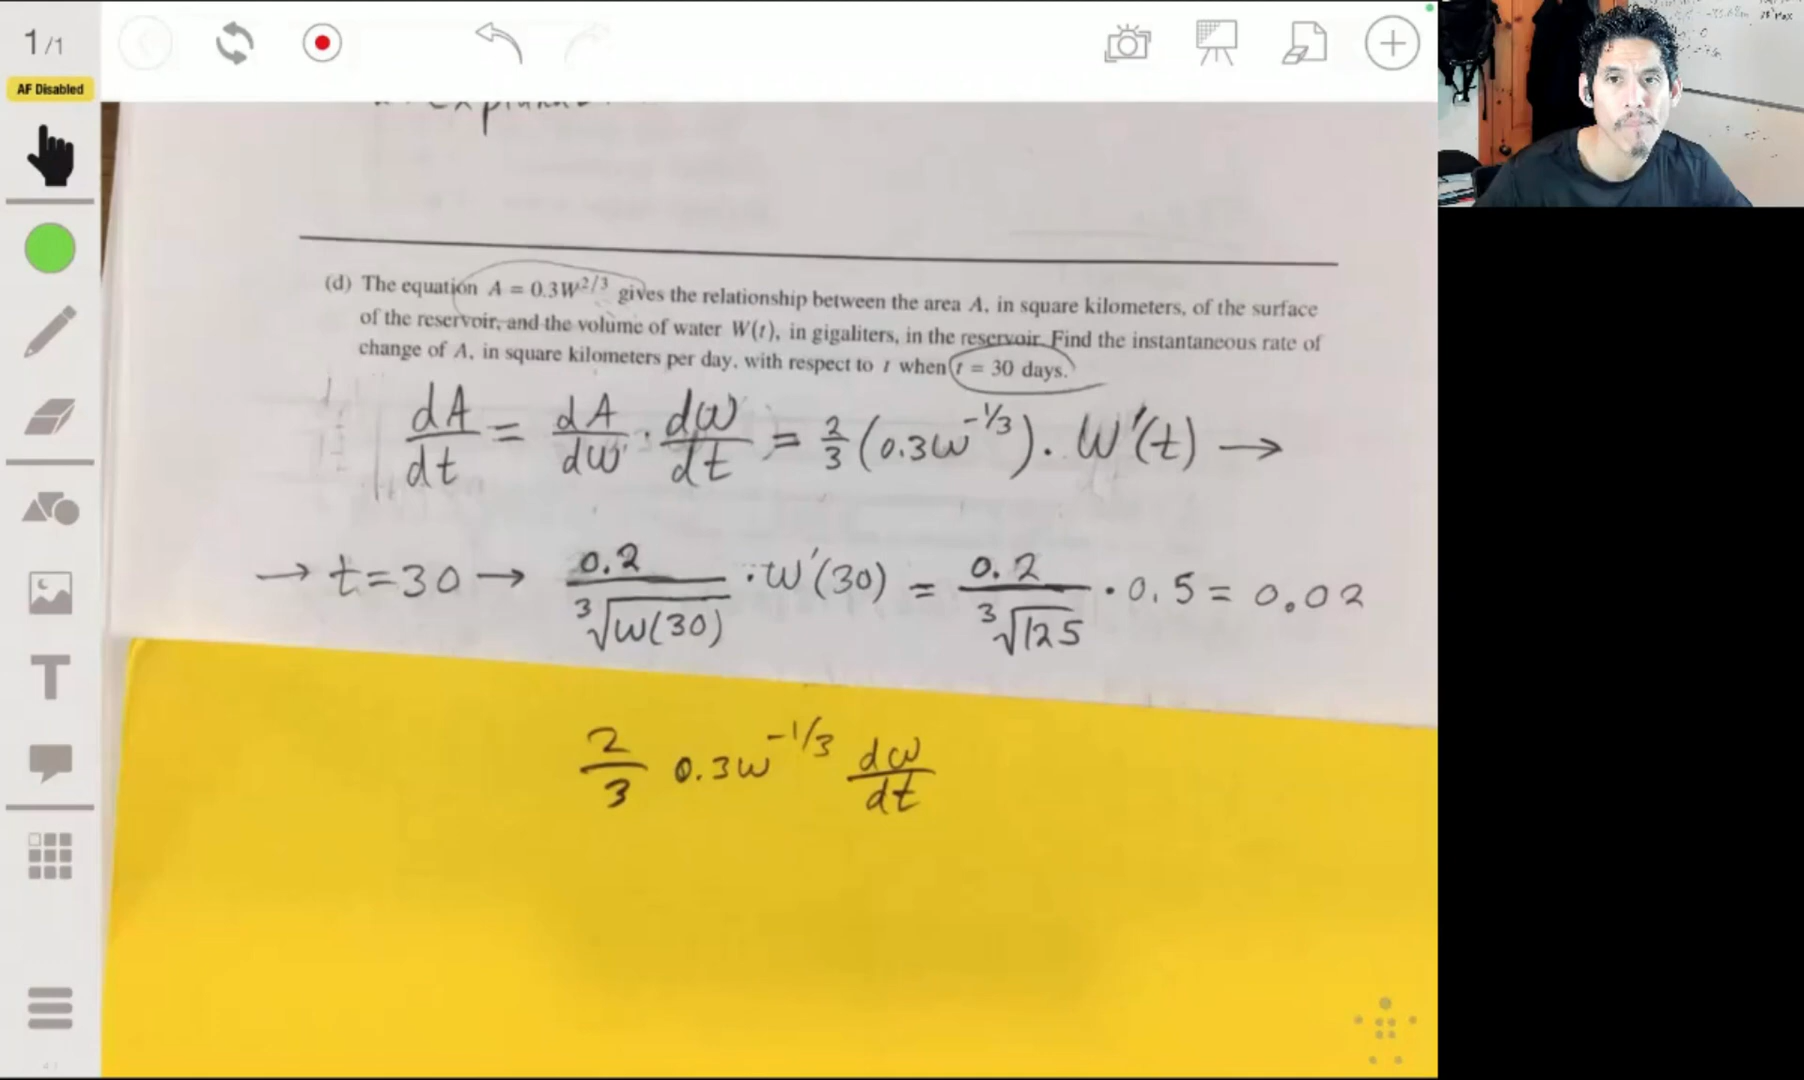 1/1
AF Disabled
(d) The equation A = 0.3W^{2/3} gives the relationship between the area A, in square kilometers, of the surface
of the reservoir, and the volume of water W(t), in gigaliters, in the reservoir. Find the instantaneous rate of
change of A, in square kilometers per day, with respect to t when t = 30 days.
dA/dt = dA/dw · dw/dt = 2/3 (0.3w^{-1/3}) · W'(t) →
→ t=30 → 0.2/∛w(30) · w'(30) = 0.2/∛125 · 0.5 = 0.02
2/3 0.3w^{-1/3} dw/dt
T